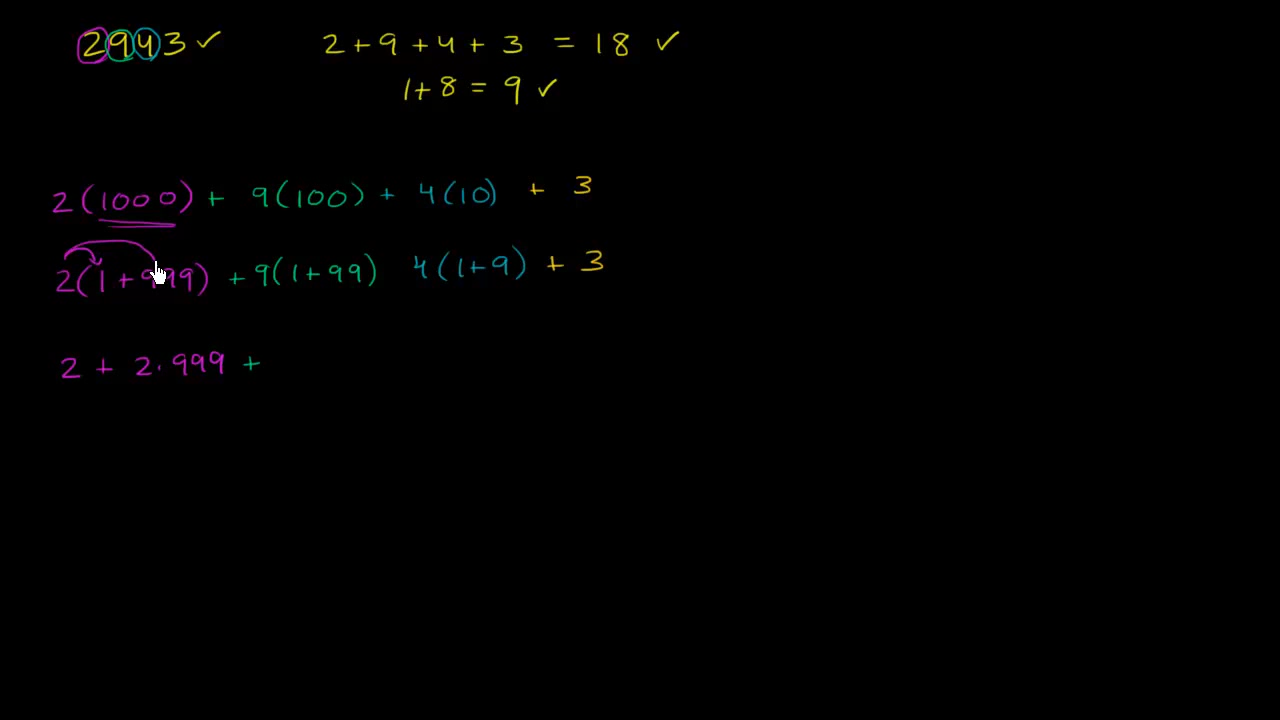 2943 ✓ 2 + 9 + 4 + 3 = 18 ✓
1 + 8 = 9 ✓
2(1000) + 9(100) + 4(10) + 3
2(1 + 999) + 9(1 + 99) 4(1 + 9) + 3
2 + 2·999 +